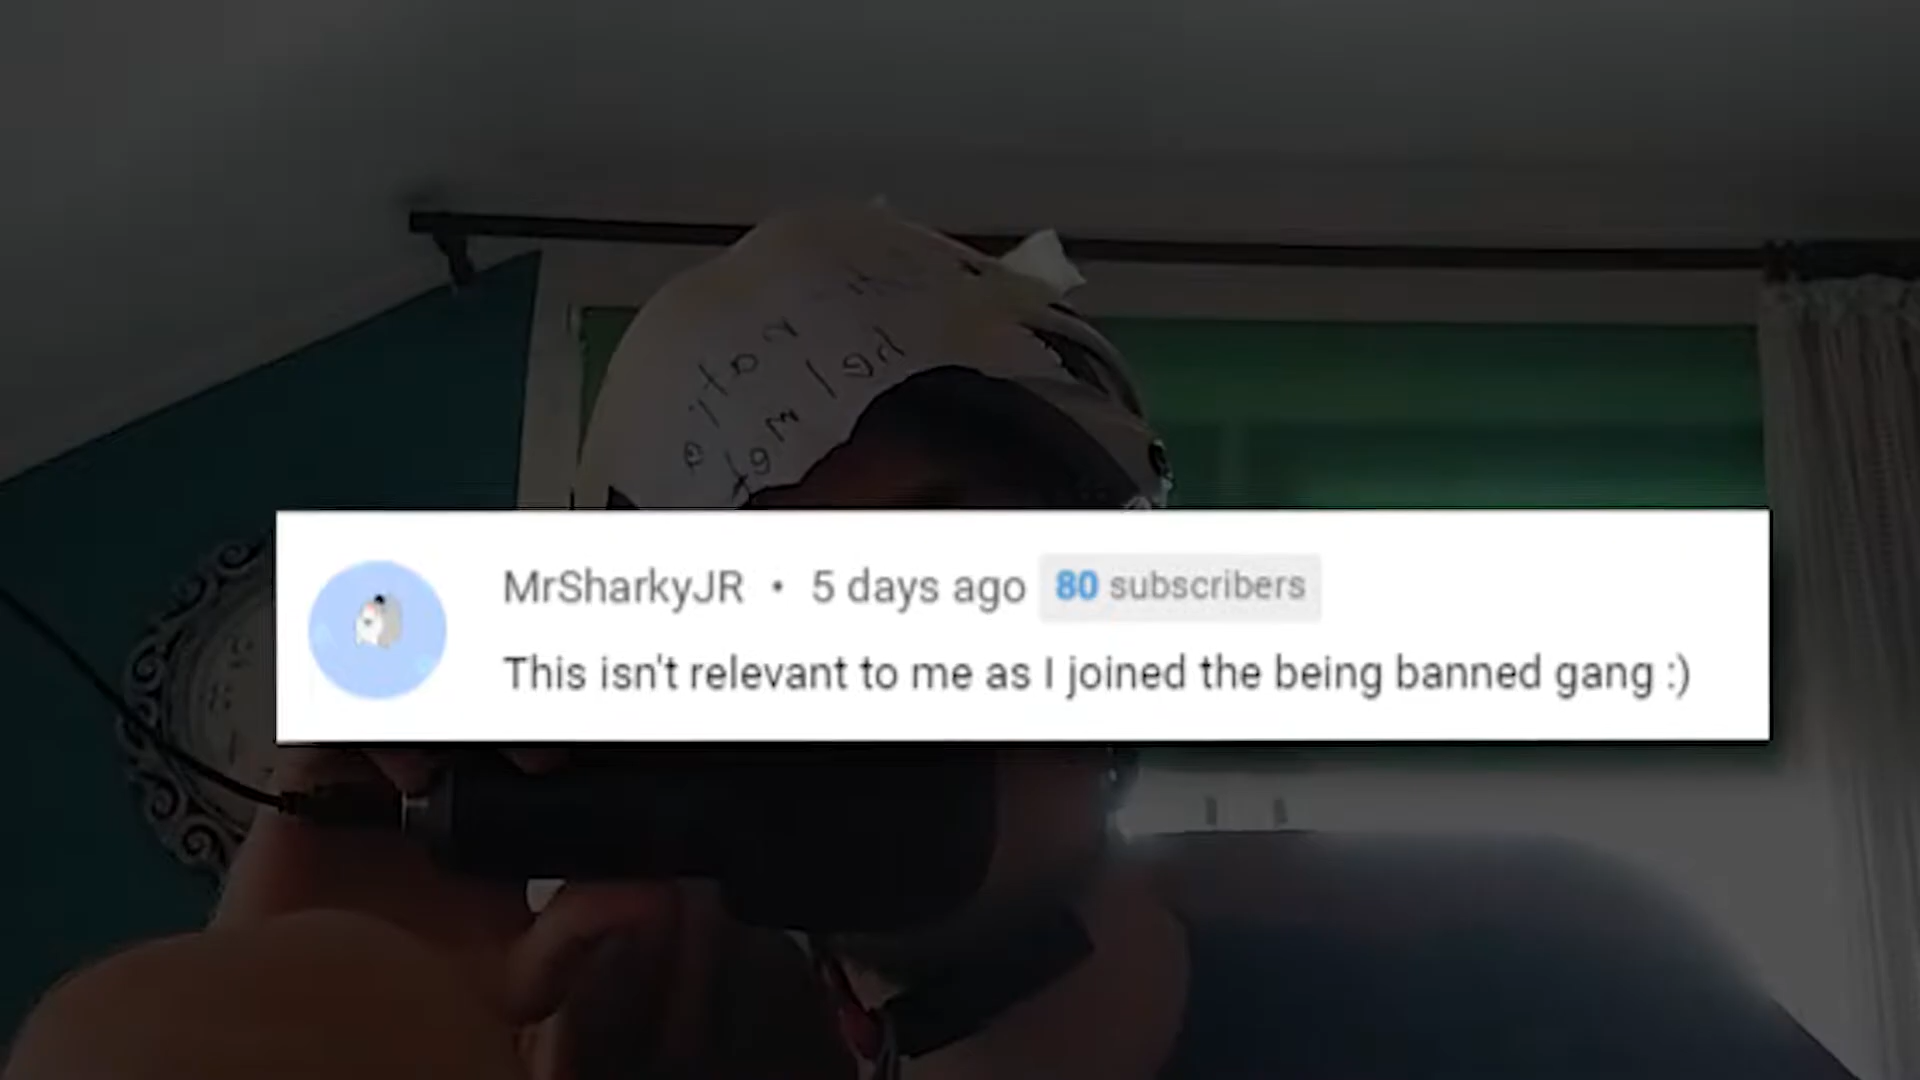 MrSharkyJR • 5 days ago 80 subscribers
This isn't relevant to me as I joined the being banned gang :)